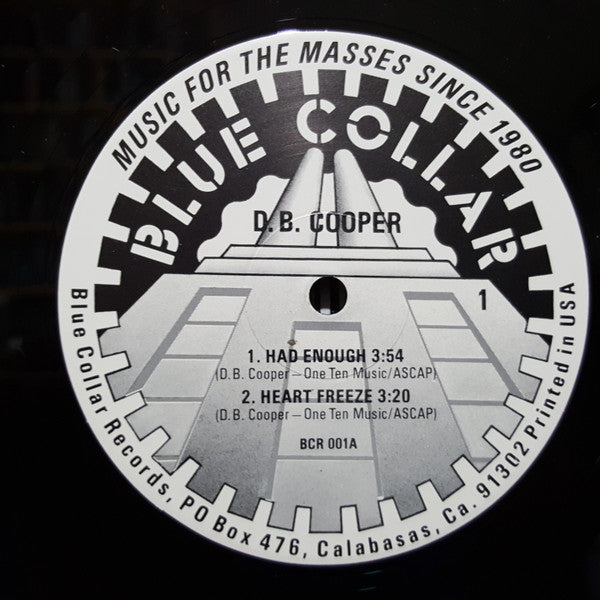 MUSIC FOR THE MASSES SINCE 1980
BLUE COLLAR
D.B. COOPER
1
1. HAD ENOUGH 3:54
(D.B. Cooper – One Ten Music/ASCAP)
2. HEART FREEZE 3:20
(D.B. Cooper – One Ten Music/ASCAP)
BCR 001A
Blue Collar Records, PO Box 476, Calabasas, Ca. 91302 Printed in USA